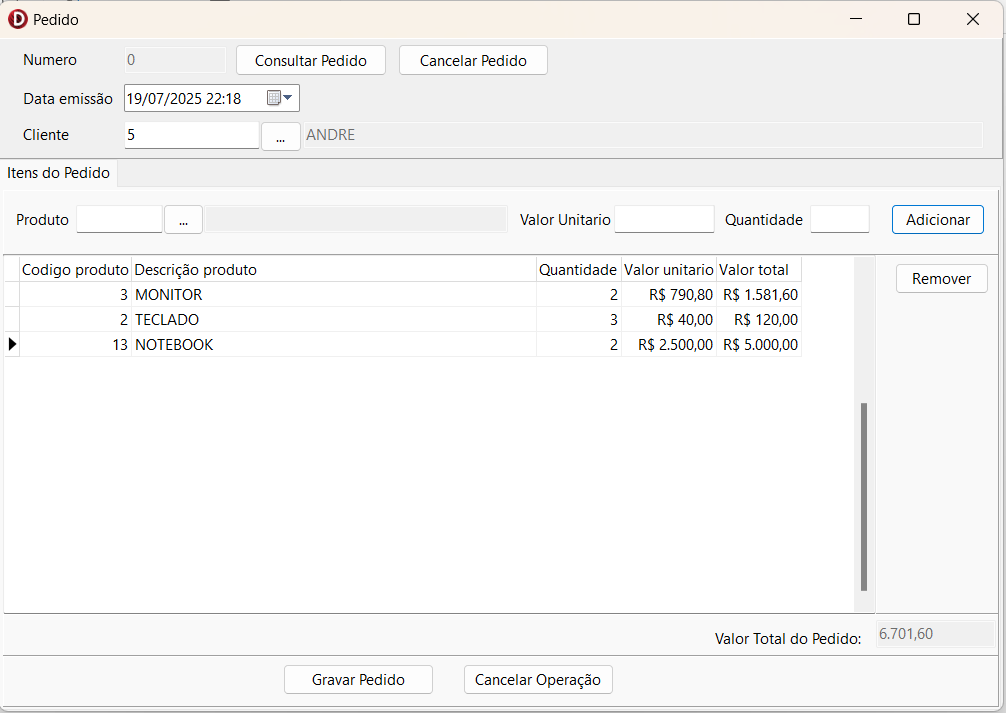 Pedido
Numero 0 Consultar Pedido Cancelar Pedido
Data emissão 19/07/2025 22:18
Cliente 5 ... ANDRE
Itens do Pedido
Produto ... Valor Unitario Quantidade Adicionar
Codigo produto Descrição produto Quantidade Valor unitario Valor total
Remover
3 MONITOR 2 R$ 790,80 R$ 1.581,60
2 TECLADO 3 R$ 40,00 R$ 120,00
13 NOTEBOOK 2 R$ 2.500,00 R$ 5.000,00
Valor Total do Pedido: 6.701,60
Gravar Pedido Cancelar Operação